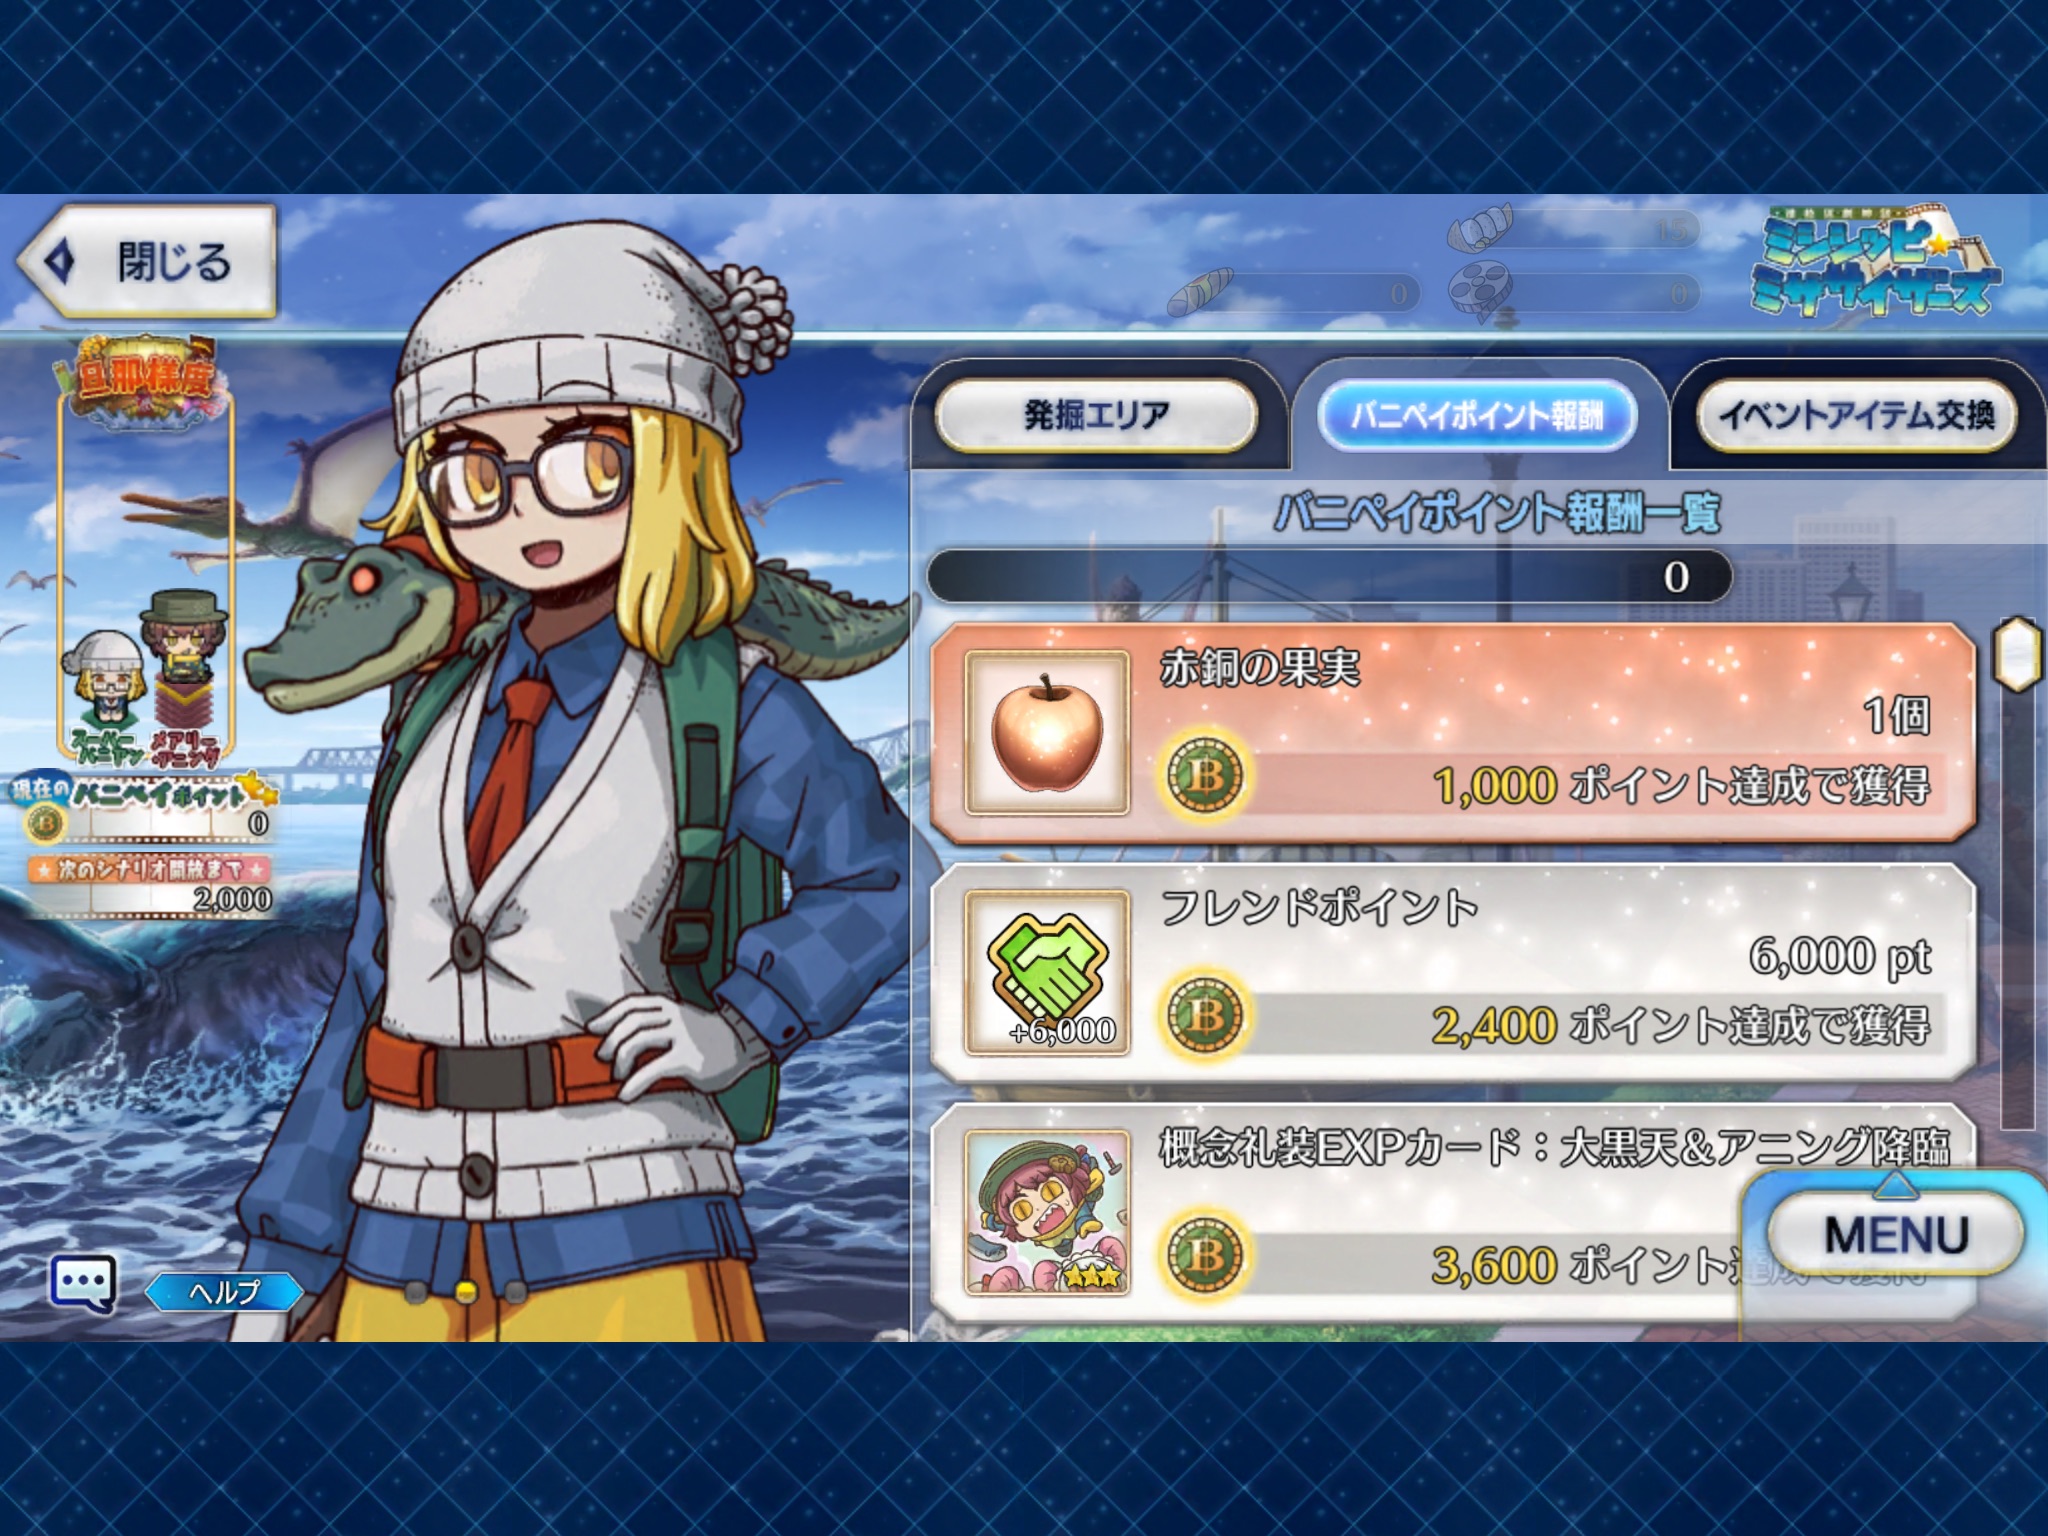 閉じる
15
0
0
ミシシッピ
ミザサイザニーズ
旦那様度
スーパー
バニヤン
メアリー
アニング
現在のバニペイポイント
B
0
次のシナリオ開放まで
2,000
発掘エリア
バニペイポイント報酬
イベントアイテム交換
バニペイポイント報酬一覧
0
赤銅の果実
1個
B
1,000 ポイント達成で獲得
フレンドポイント
6,000 pt
+6,000
B
2,400 ポイント達成で獲得
概念礼装EXPカード：大黒天&アニング降臨
B
3,600 ポイント達成で獲得
MENU
ヘルプ